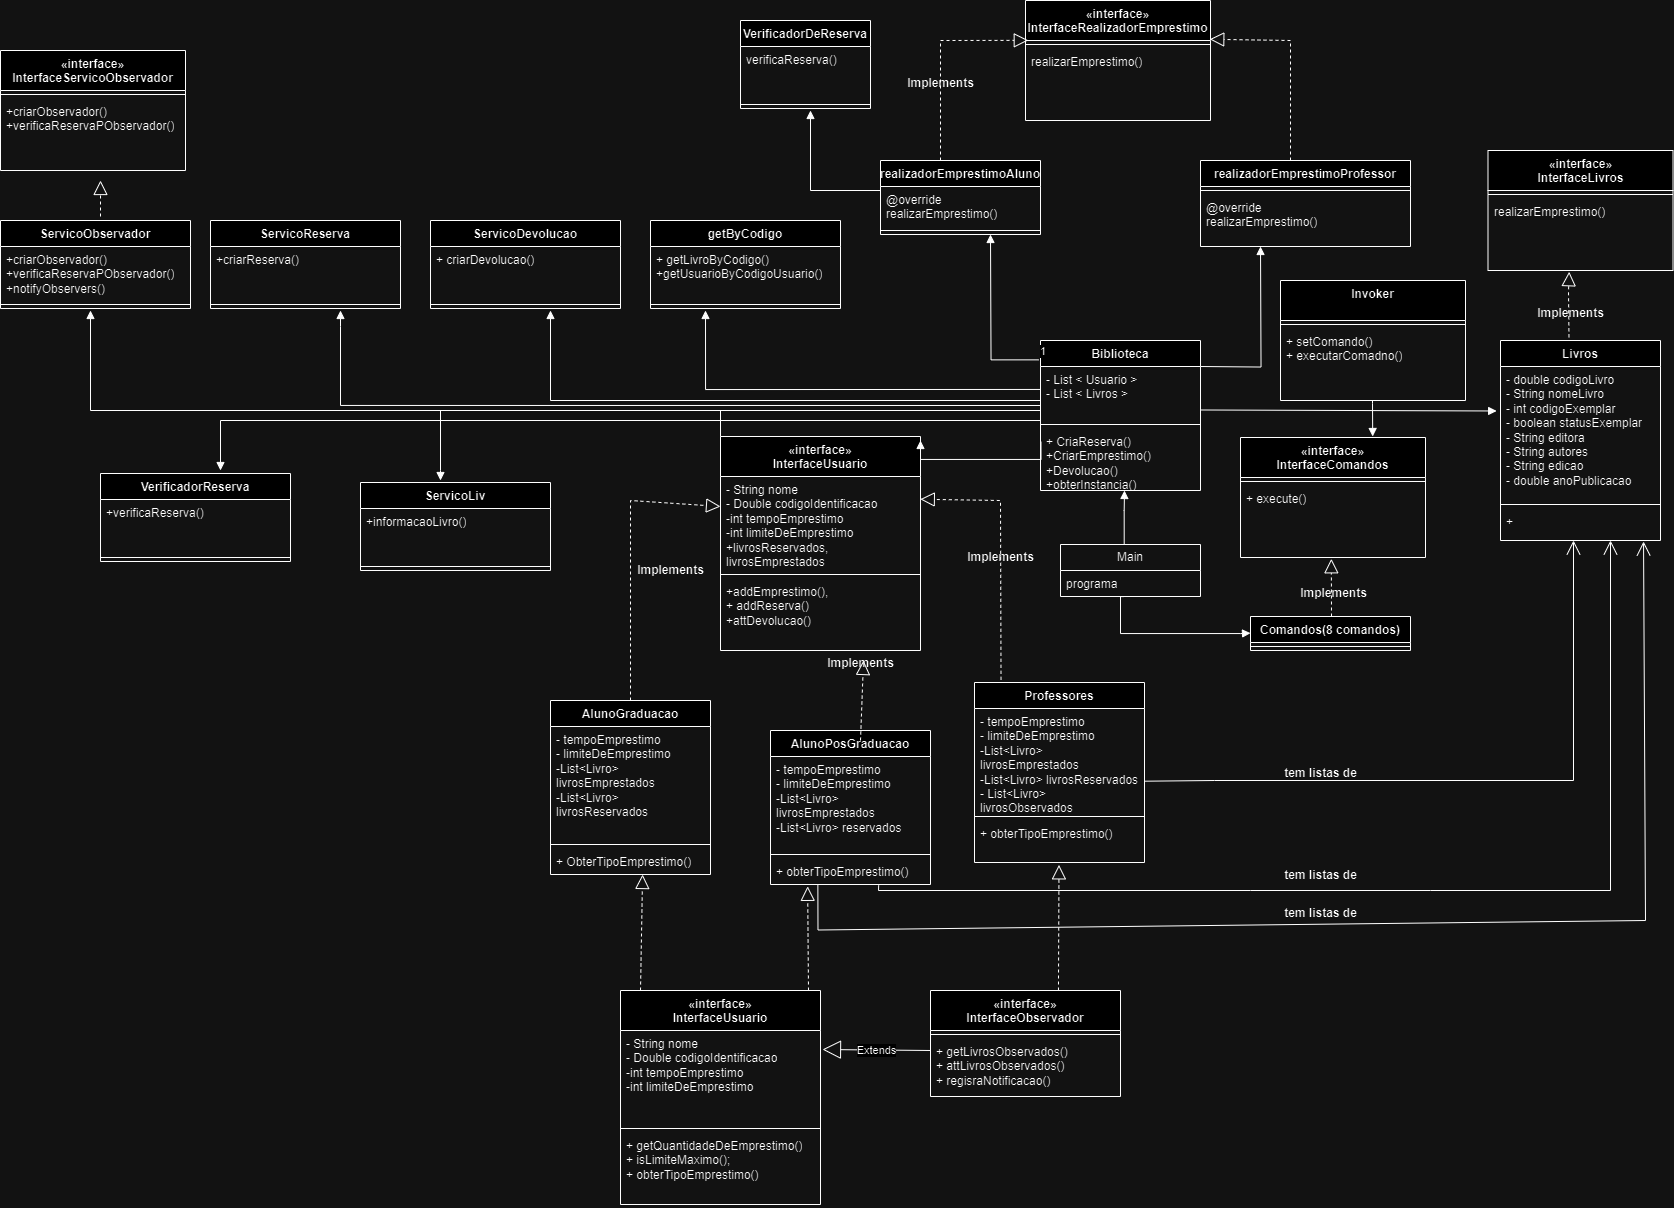 «interface»
InterfaceServicoObservador
+criarObservador()
+verificaReservaPObservador()
VerificadorDeReserva
verificaReserva()
Implements
«interface»
InterfaceRealizadorEmprestimo
realizarEmprestimo()
realizadorEmprestimoAluno
@override
realizarEmprestimo()
realizadorEmprestimoProfessor
@override
realizarEmprestimo()
«interface»
InterfaceLivros
realizarEmprestimo()
Implements
ServicoObservador
+criarObservador()
+verificaReservaPObservador()
+notifyObservers()
ServicoReserva
+criarReserva()
ServicoDevolucao
+ criarDevolucao()
getByCodigo
+ getLivroByCodigo()
+getUsuarioByCodigoUsuario()
Invoker
+ setComando()
+ executarComadno()
1
Biblioteca
- List < Usuario >
- List < Livros >
+ CriaReserva()
+CriarEmprestimo()
+Devolucao()
+obterInstancia()
Livros
- double codigoLivro
- String nomeLivro
- int codigoExemplar
- boolean statusExemplar
- String editora
- String autores
- String edicao
- double anoPublicacao
+
VerificadorReserva
+verificaReserva()
ServicoLiv
+informacaoLivro()
«interface»
InterfaceUsuario
- String nome
- Double codigoIdentificacao
-int tempoEmprestimo
-int limiteDeEmprestimo
+livrosReservados,
livrosEmprestados
+addEmprestimo(),
+ addReserva()
+attDevolucao()
Implements
Implements
Implements
«interface»
InterfaceComandos
+ execute()
Implements
Main
programa
Comandos(8 comandos)
AlunoGraduacao
- tempoEmprestimo
- limiteDeEmprestimo
-List<Livro>
livrosEmprestados
-List<Livro>
livrosReservados
+ ObterTipoEmprestimo()
AlunoPosGraduacao
- tempoEmprestimo
- limiteDeEmprestimo
-List<Livro>
livrosEmprestados
-List<Livro> reservados
+ obterTipoEmprestimo()
Professores
- tempoEmprestimo
- limiteDeEmprestimo
-List<Livro>
livrosEmprestados
-List<Livro> livrosReservados
- List<Livro>
livrosObservados
+ obterTipoEmprestimo()
tem listas de
tem listas de
tem listas de
«interface»
InterfaceUsuario
- String nome
- Double codigoIdentificacao
-int tempoEmprestimo
-int limiteDeEmprestimo
+ getQuantidadeDeEmprestimo()
+ isLimiteMaximo();
+ obterTipoEmprestimo()
Extends
«interface»
InterfaceObservador
+ getLivrosObservados()
+ attLivrosObservados()
+ regisraNotificacao()